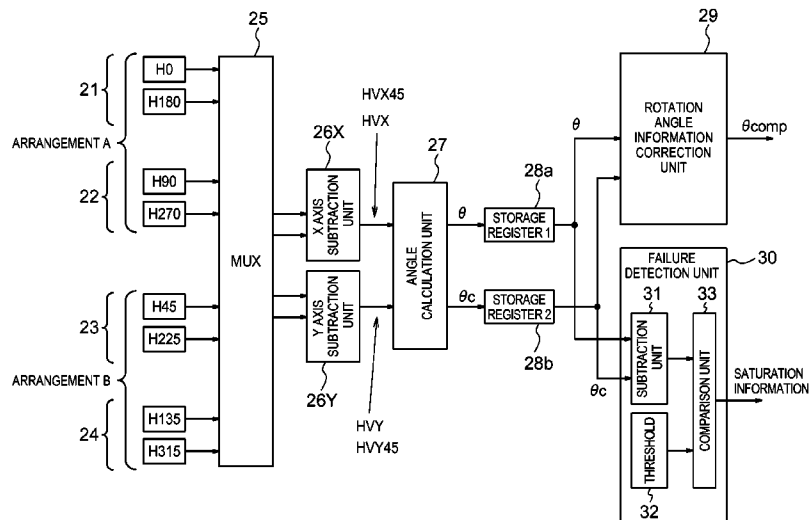 25
29
21
H0
H180
ARRANGEMENT A
22
H90
H270
HVX45
HVX
26X
X AXIS
SUBTRACTION
UNIT
27
ANGLE
CALCULATION UNIT
28a
θ
STORAGE
REGISTER 1
θ
ROTATION
ANGLE
INFORMATION
CORRECTION
UNIT
θcomp
MUX
23
H45
H225
ARRANGEMENT B
24
H135
H315
Y AXIS
SUBTRACTION
UNIT
26Y
HVY
HVY45
θc
STORAGE
REGISTER 2
28b
FAILURE
DETECTION UNIT
30
31
33
SUBTRACTION
UNIT
θc
COMPARISON UNIT
SATURATION
INFORMATION
THRESHOLD
32